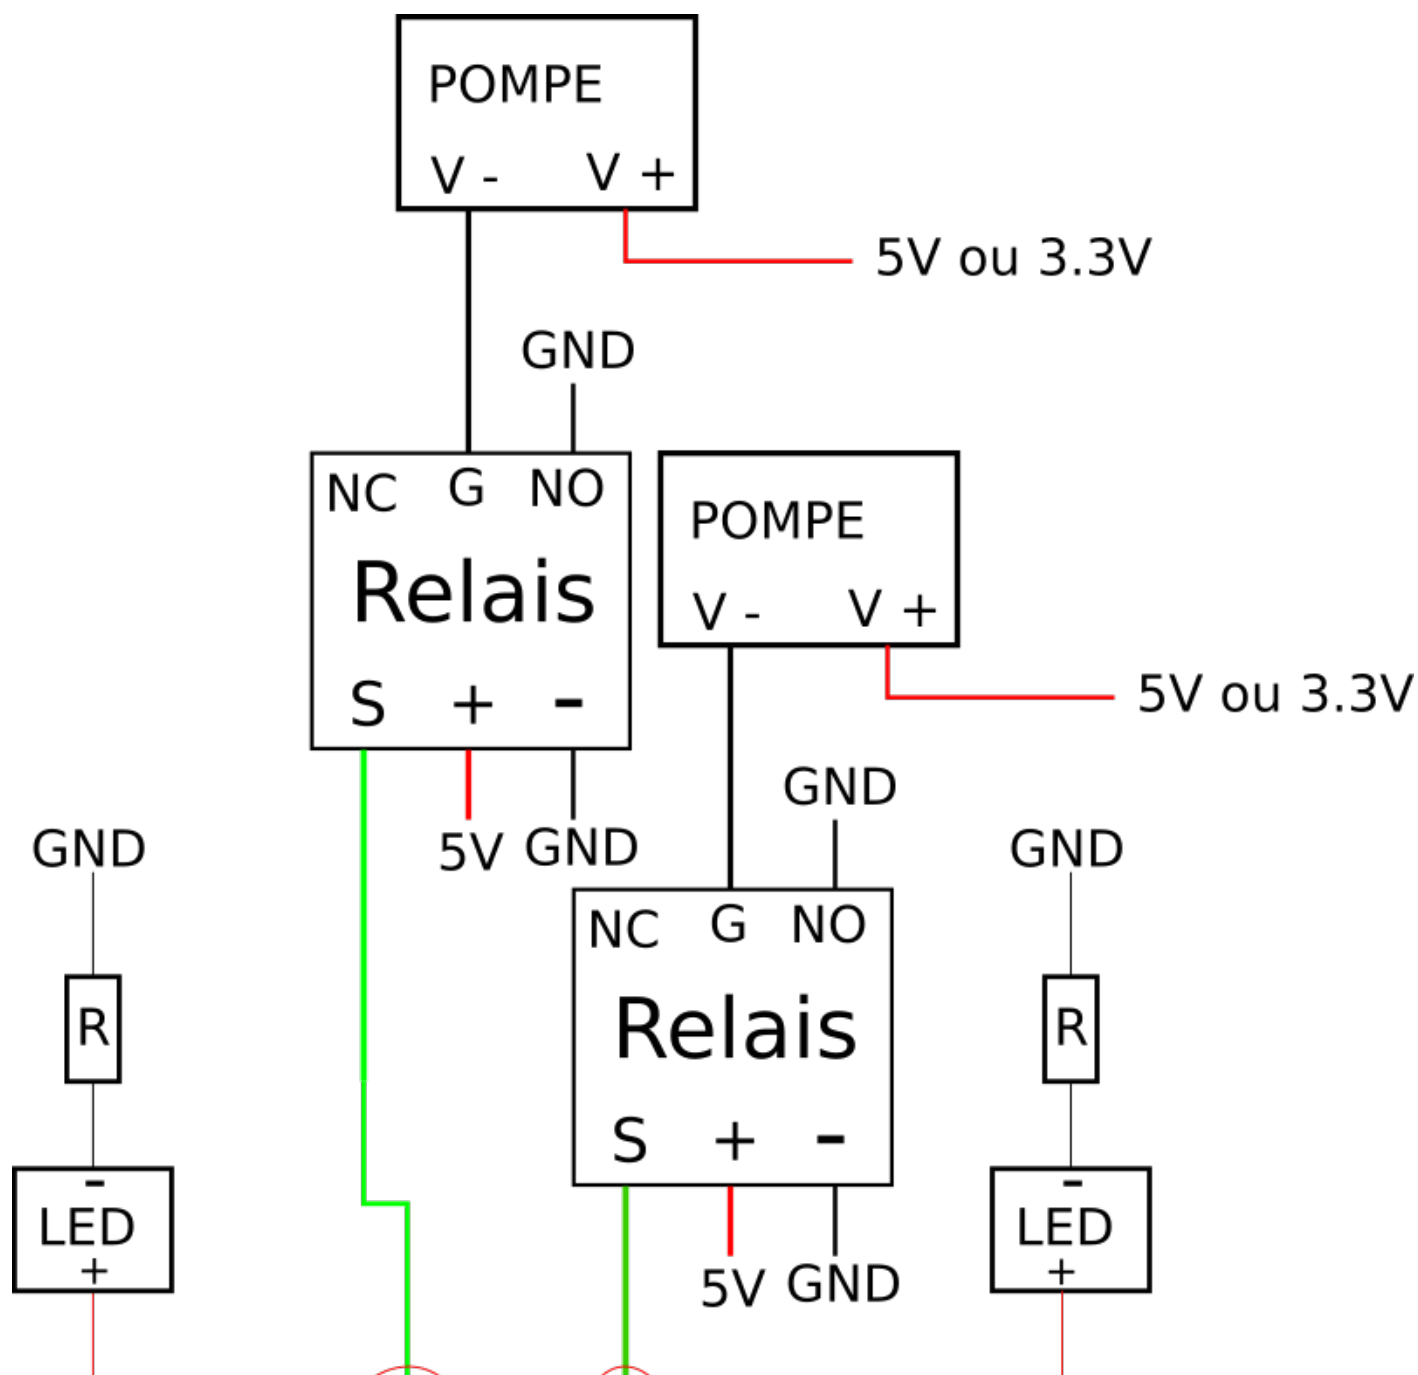 POMPE
V - V +
5V ou 3.3V
GND
NC G NO
Relais
S + -
5V GND
POMPE
V - V +
5V ou 3.3V
GND
NC G NO
Relais
S + -
5V GND
GND
R
-
LED
+
GND
R
-
LED
+